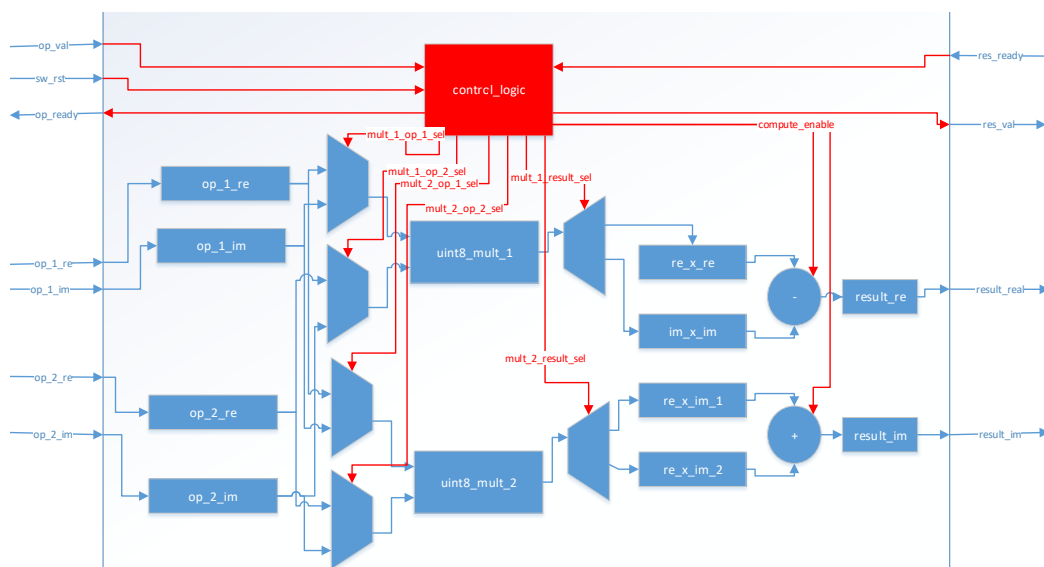 op_val
control_logic
res_ready
sw_rst
op_ready
res_val
compute_enable
mult_1_op_1_sel
mult_1_op_2_sel
mult_2_op_1_sel
mult_1_result_sel
mult_2_op_2_sel
op_1_re
op_1_im
uint8_mult_1
op_1_re
re_x_re
op_1_im
-
result_re
result_real
im_x_im
mult_2_result_sel
op_2_re
op_2_re
re_x_im_1
op_2_im
+
result_im
result_im
re_x_im_2
uint8_mult_2
op_2_im